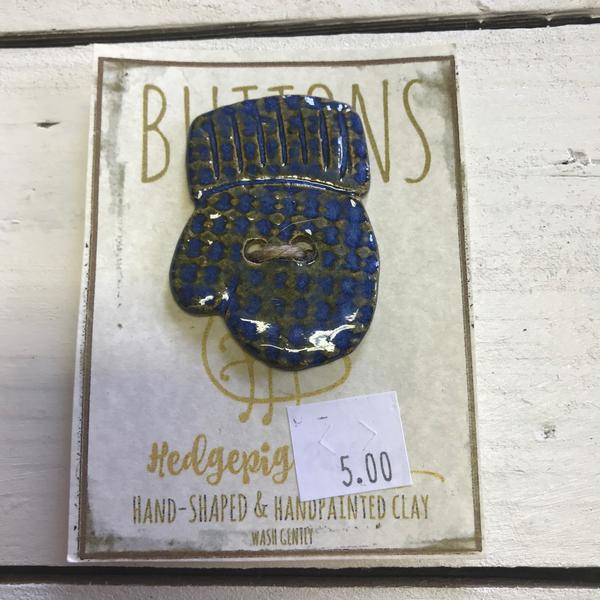 BUTTONS
Hedgepig
5.00
HAND-SHAPED & HANDPAINTED CLAY
WASH GENTLY